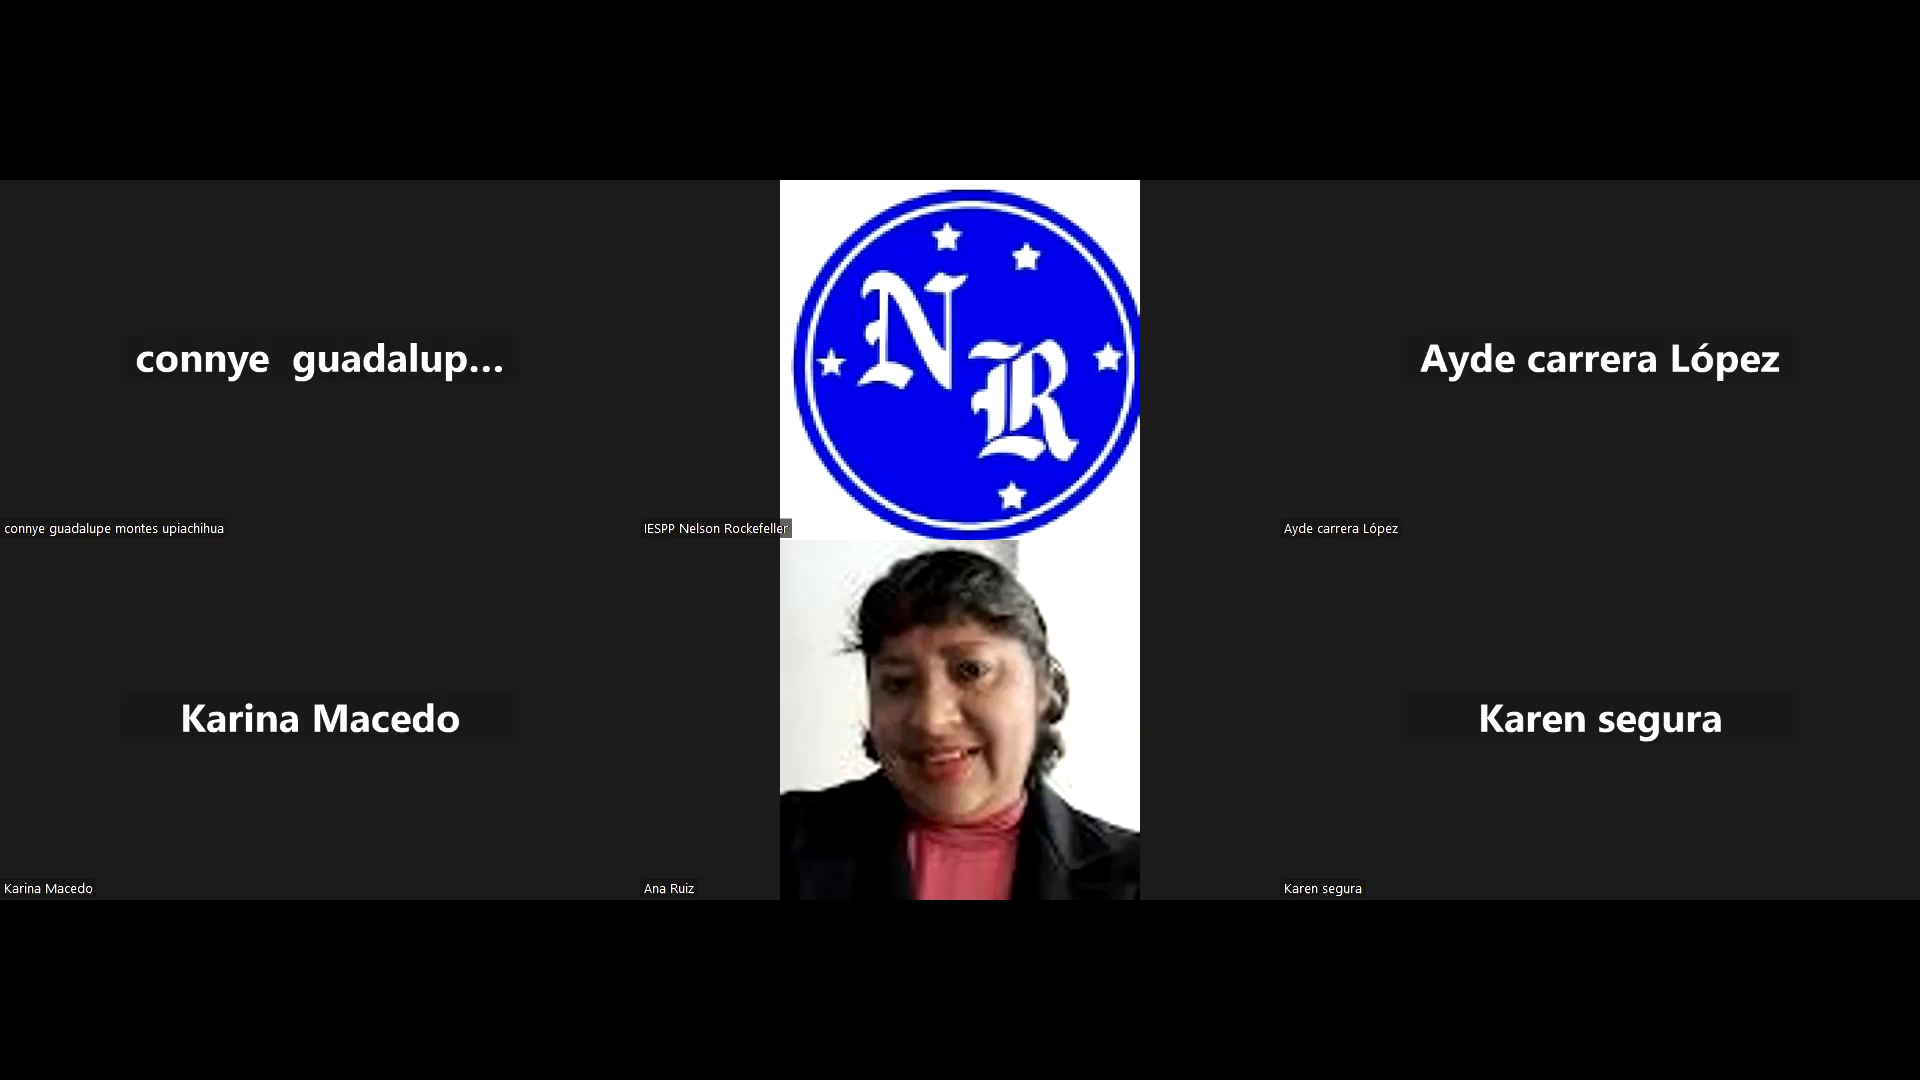 connye  guadalup...
N
R
Ayde carrera López
connye guadalupe montes upiachihua
IESPP Nelson Rockefeller
Ayde carrera López
Karina Macedo
Karen segura
Karina Macedo
Ana Ruiz
Karen segura